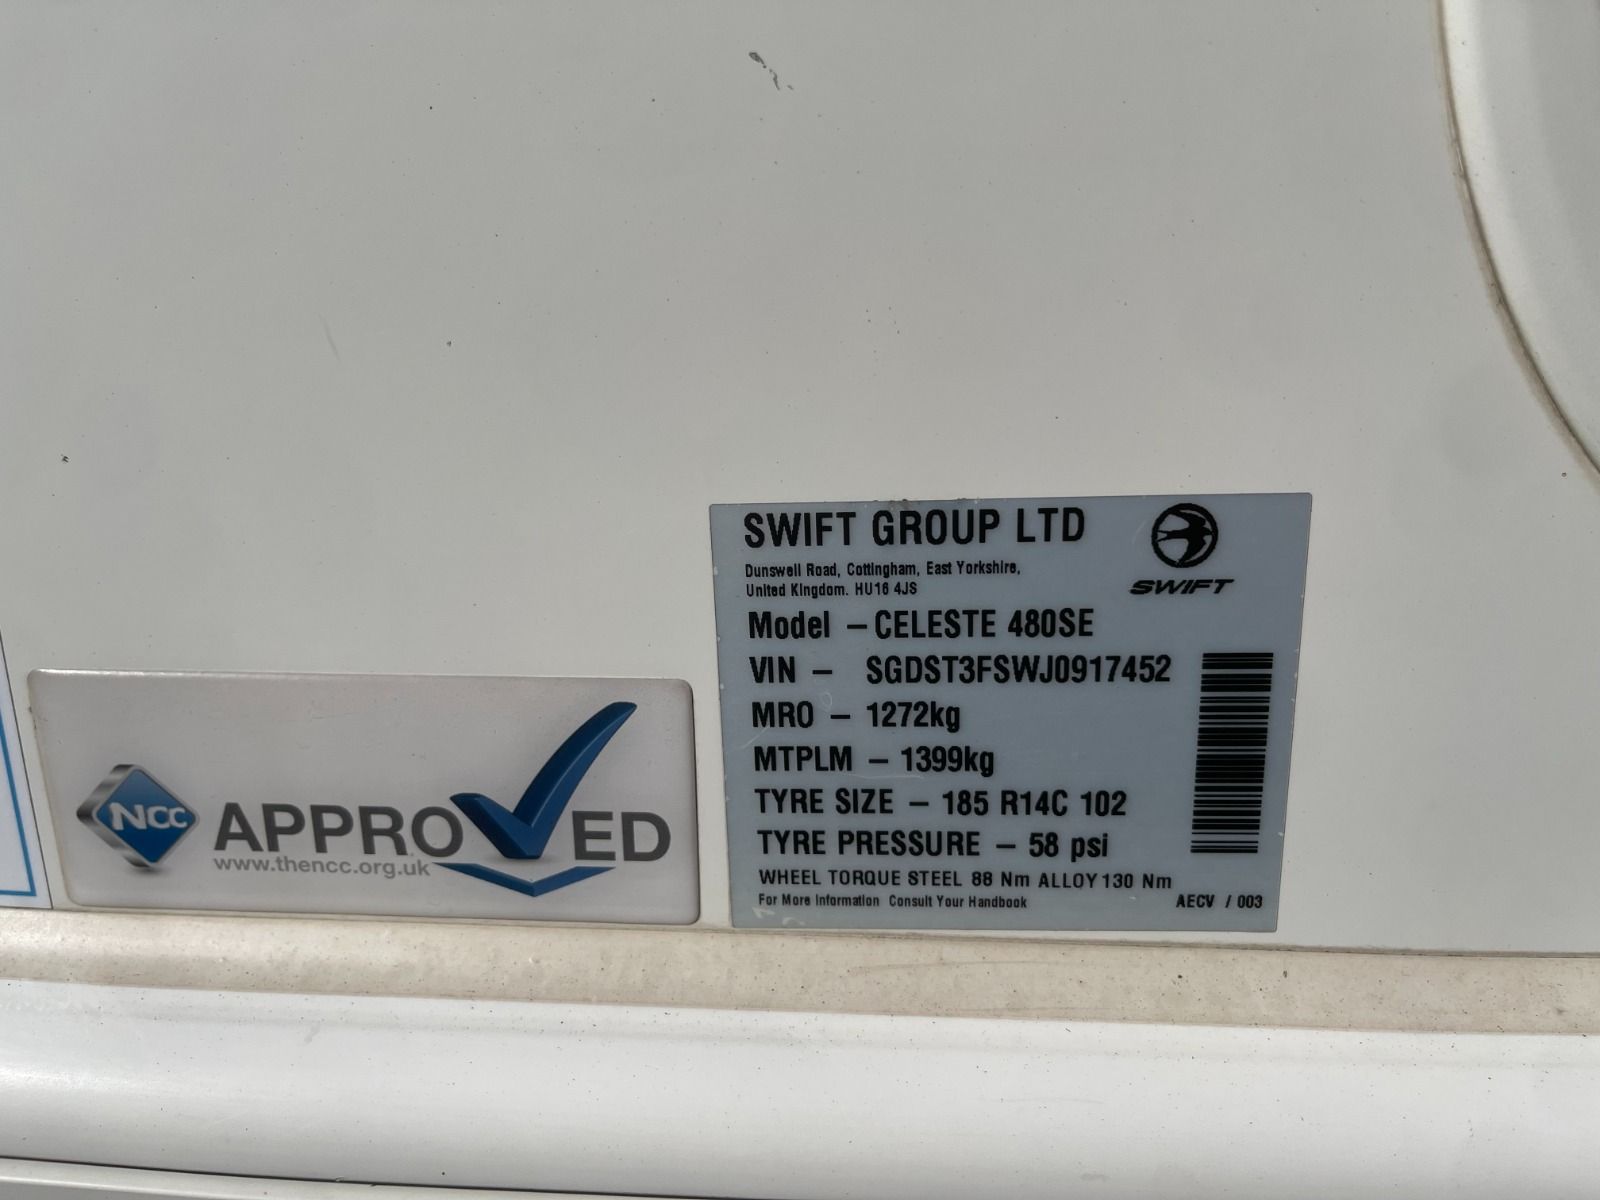 SWIFT GROUP LTD
Dunswell Road, Cottingham, East Yorkshire,
United Kingdom. HU16 4JS
SWIFT
Model – CELESTE 480SE
VIN – SGDST3FSWJ0917452
MRO – 1272kg
MTPLM – 1399kg
TYRE SIZE – 185 R14C 102
TYRE PRESSURE – 58 psi
WHEEL TORQUE STEEL 88 Nm ALLOY 130 Nm
For More Information Consult Your Handbook AECV / 003
NCC APPROVED
www.thencc.org.uk